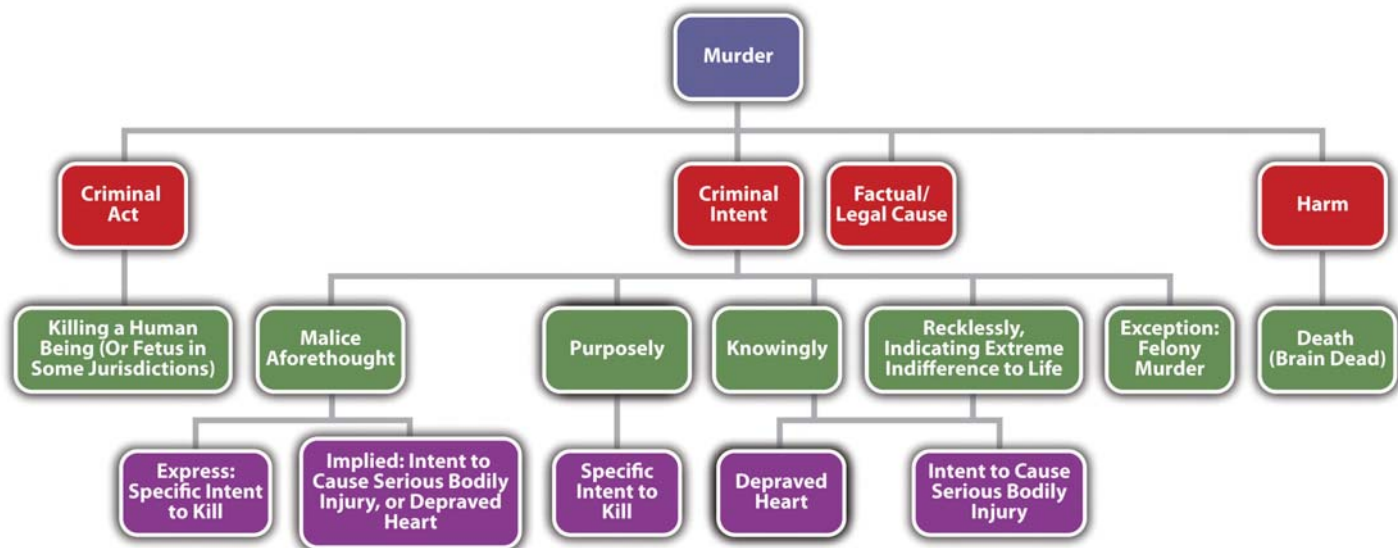 Murder
Criminal
Act
Criminal
Intent
Factual/
Legal Cause
Harm
Killing a Human
Being (Or Fetus in
Some Jurisdictions)
Malice
Aforethought
Purposely
Knowingly
Recklessly,
Indicating Extreme
Indifference to Life
Exception:
Felony
Murder
Death
(Brain Dead)
Express:
Specific Intent
to Kill
Implied: Intent to
Cause Serious Bodily
Injury, or Depraved
Heart
Specific
Intent to
Kill
Depraved
Heart
Intent to Cause
Serious Bodily
Injury